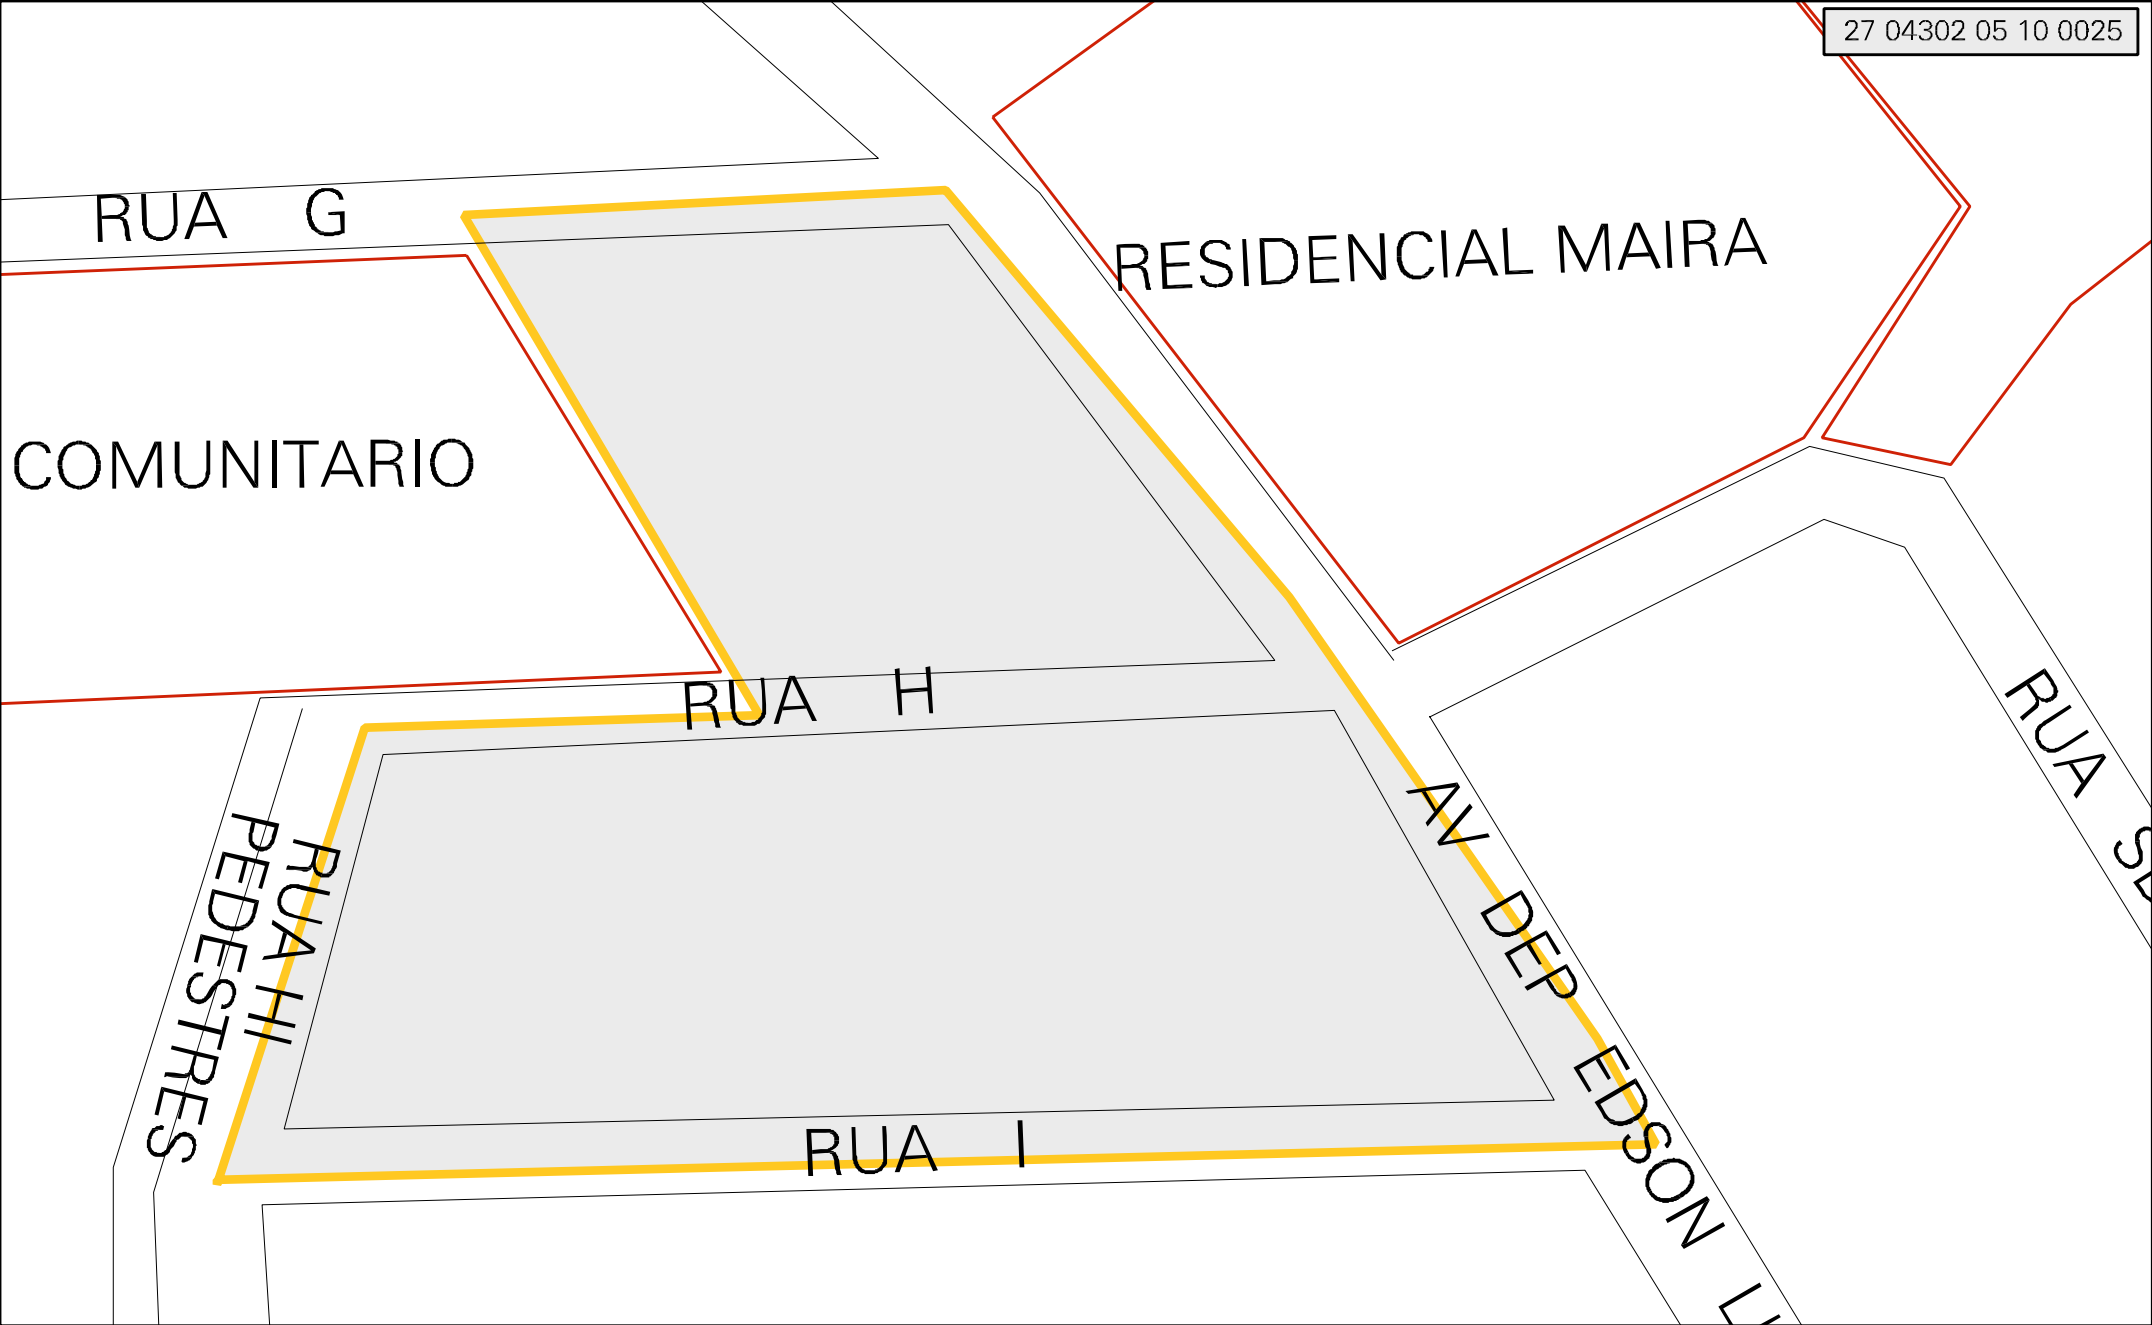 27 04302 05 10 0025
RUA G
RESIDENCIAL MAIRA
COMUNITARIO
RUA H
RUA
AV DEP EDSON
RUA HI
PEDESTRES
RUA I